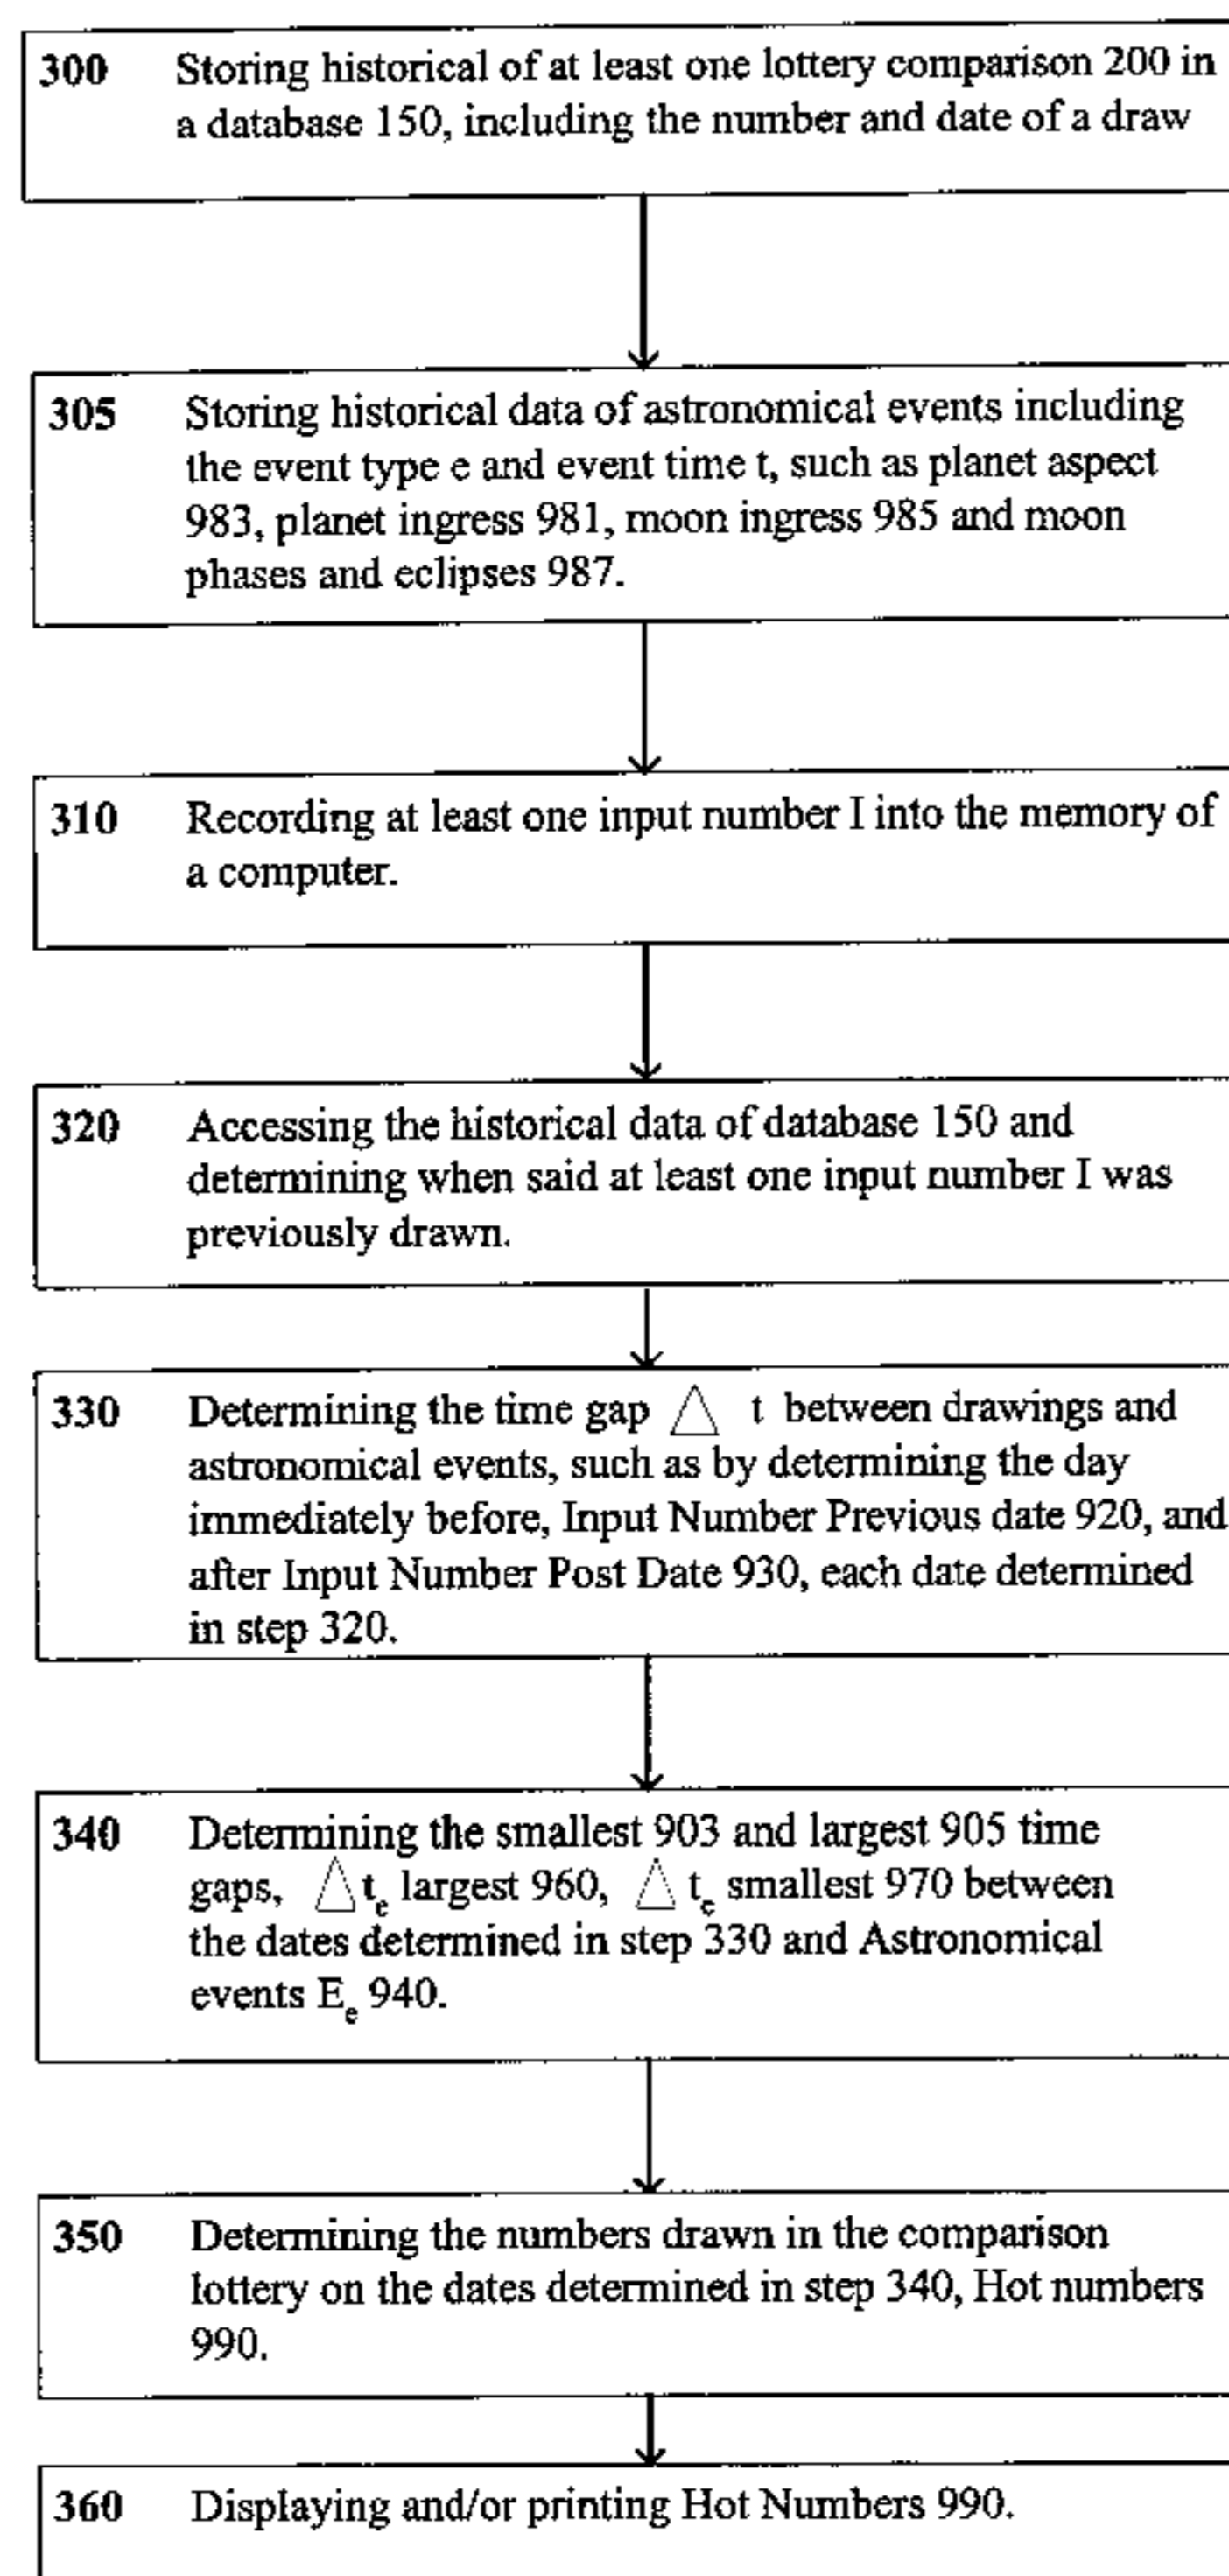 300 Storing historical of at least one lottery comparison 200 in
a database 150, including the number and date of a draw
305 Storing historical data of astronomical events including
the event type e and event time t, such as planet aspect
983, planet ingress 981, moon ingress 985 and moon
phases and eclipses 987.
310 Recording at least one input number I into the memory of
a computer.
320 Accessing the historical data of database 150 and
determining when said at least one input number I was
previously drawn.
330 Determining the time gap △ t between drawings and
astronomical events, such as by determining the day
immediately before, Input Number Previous date 920, and
after Input Number Post Date 930, each date determined
in step 320.
340 Determining the smallest 903 and largest 905 time
gaps, △ tₑ largest 960, △ tₑ smallest 970 between
the dates determined in step 330 and Astronomical
events Eₑ 940.
350 Determining the numbers drawn in the comparison
lottery on the dates determined in step 340, Hot numbers
990.
360 Displaying and/or printing Hot Numbers 990.